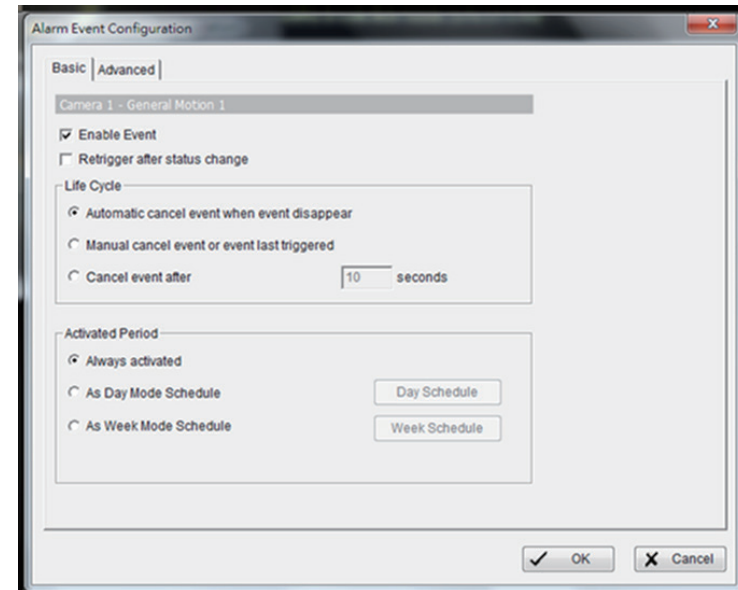 Alarm Event Configuration
Basic
Advanced
Camera 1 - General Motion 1
Enable Event
Retrigger after status change
Life Cycle
Automatic cancel event when event disappear
Manual cancel event or event last triggered
Cancel event after 10 seconds
Activated Period
Always activated
As Day Mode Schedule Day Schedule
As Week Mode Schedule Week Schedule
OK Cancel